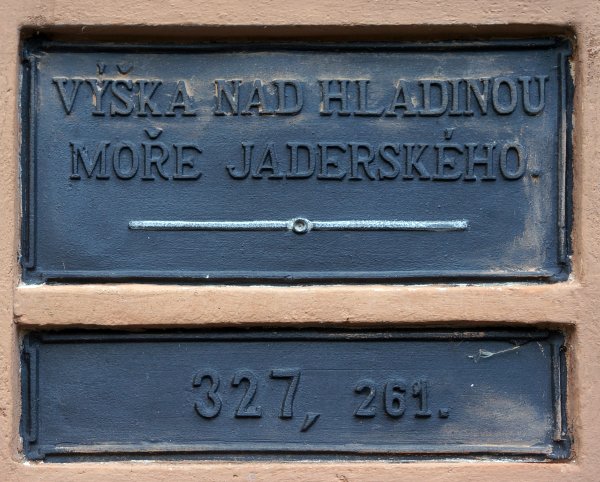 VÝŠKA NAD HLADINOU
MOŘE JADERSKÉHO.
327, 261.